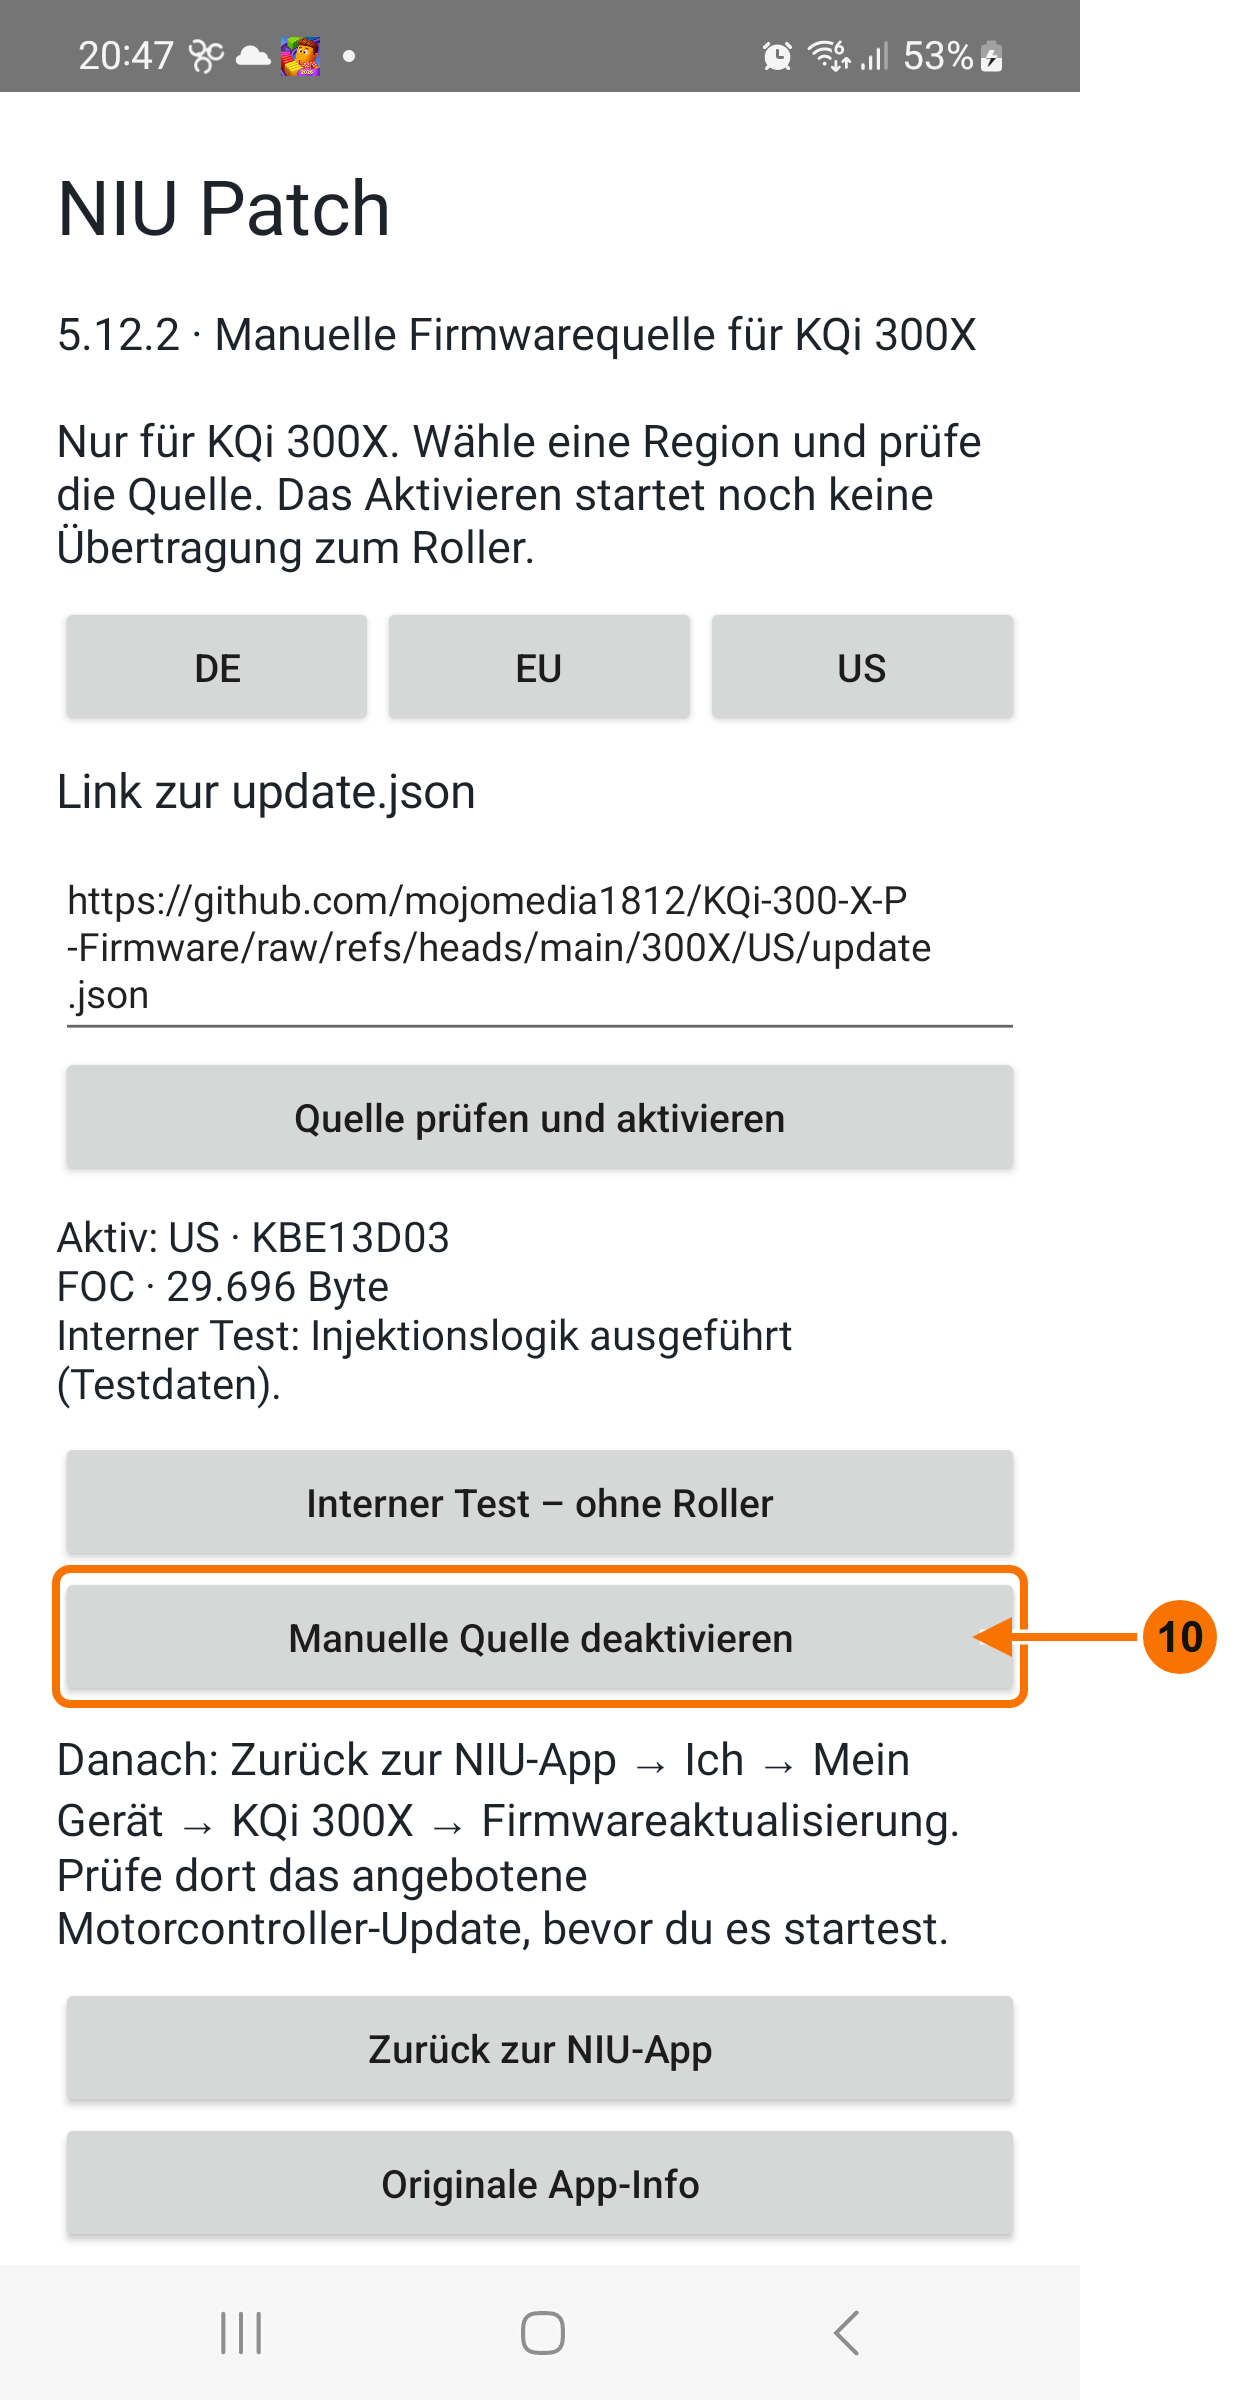 20:47
53%
NIU Patch
5.12.2 · Manuelle Firmwarequelle für KQi 300X
Nur für KQi 300X. Wähle eine Region und prüfe
die Quelle. Das Aktivieren startet noch keine
Übertragung zum Roller.
DE EU US
Link zur update.json
https://github.com/mojomedia1812/KQi-300-X-P
-Firmware/raw/refs/heads/main/300X/US/update
.json
Quelle prüfen und aktivieren
Aktiv: US · KBE13D03
FOC · 29.696 Byte
Interner Test: Injektionslogik ausgeführt
(Testdaten).
Interner Test – ohne Roller
Manuelle Quelle deaktivieren
10
Danach: Zurück zur NIU-App → Ich → Mein
Gerät → KQi 300X → Firmwareaktualisierung.
Prüfe dort das angebotene
Motorcontroller-Update, bevor du es startest.
Zurück zur NIU-App
Originale App-Info